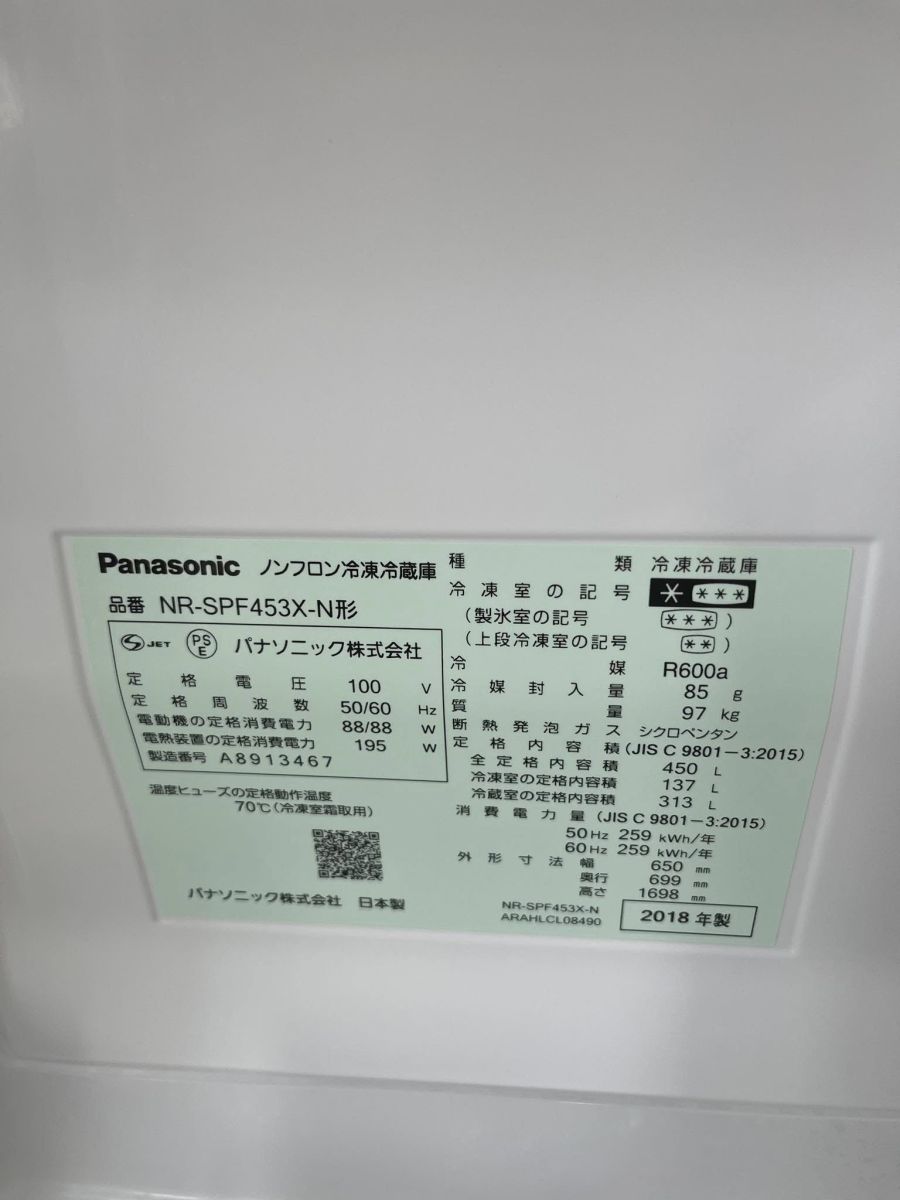 Panasonic ノンフロン冷凍冷蔵庫
品番 NR-SPF453X-N形
S JET PS E パナソニック株式会社
定格電圧 100 V
定格周波数 50/60 Hz
電動機の定格消費電力 88/88 W
電熱装置の定格消費電力 195 W
製造番号 A8913467
温度ヒューズの定格動作温度
70℃(冷凍室霜取用)
パナソニック株式会社 日本製
種類 冷凍冷蔵庫
冷凍室の記号 * ***
(製氷室の記号 *** )
(上段冷凍室の記号 ** )
冷媒 R600a
冷媒封入量 85 g
質量 97 kg
断熱発泡ガス シクロペンタン
定格内容積 (JIS C 9801-3:2015)
全定格内容積 450 L
冷凍室の定格内容積 137 L
冷蔵室の定格内容積 313 L
消費電力量 (JIS C 9801-3:2015)
50Hz 259 kWh/年
60Hz 259 kWh/年
外形寸法幅 650 mm
奥行 699 mm
高さ 1698 mm
NR-SPF453X-N
ARAHLCL08490
2018 年製